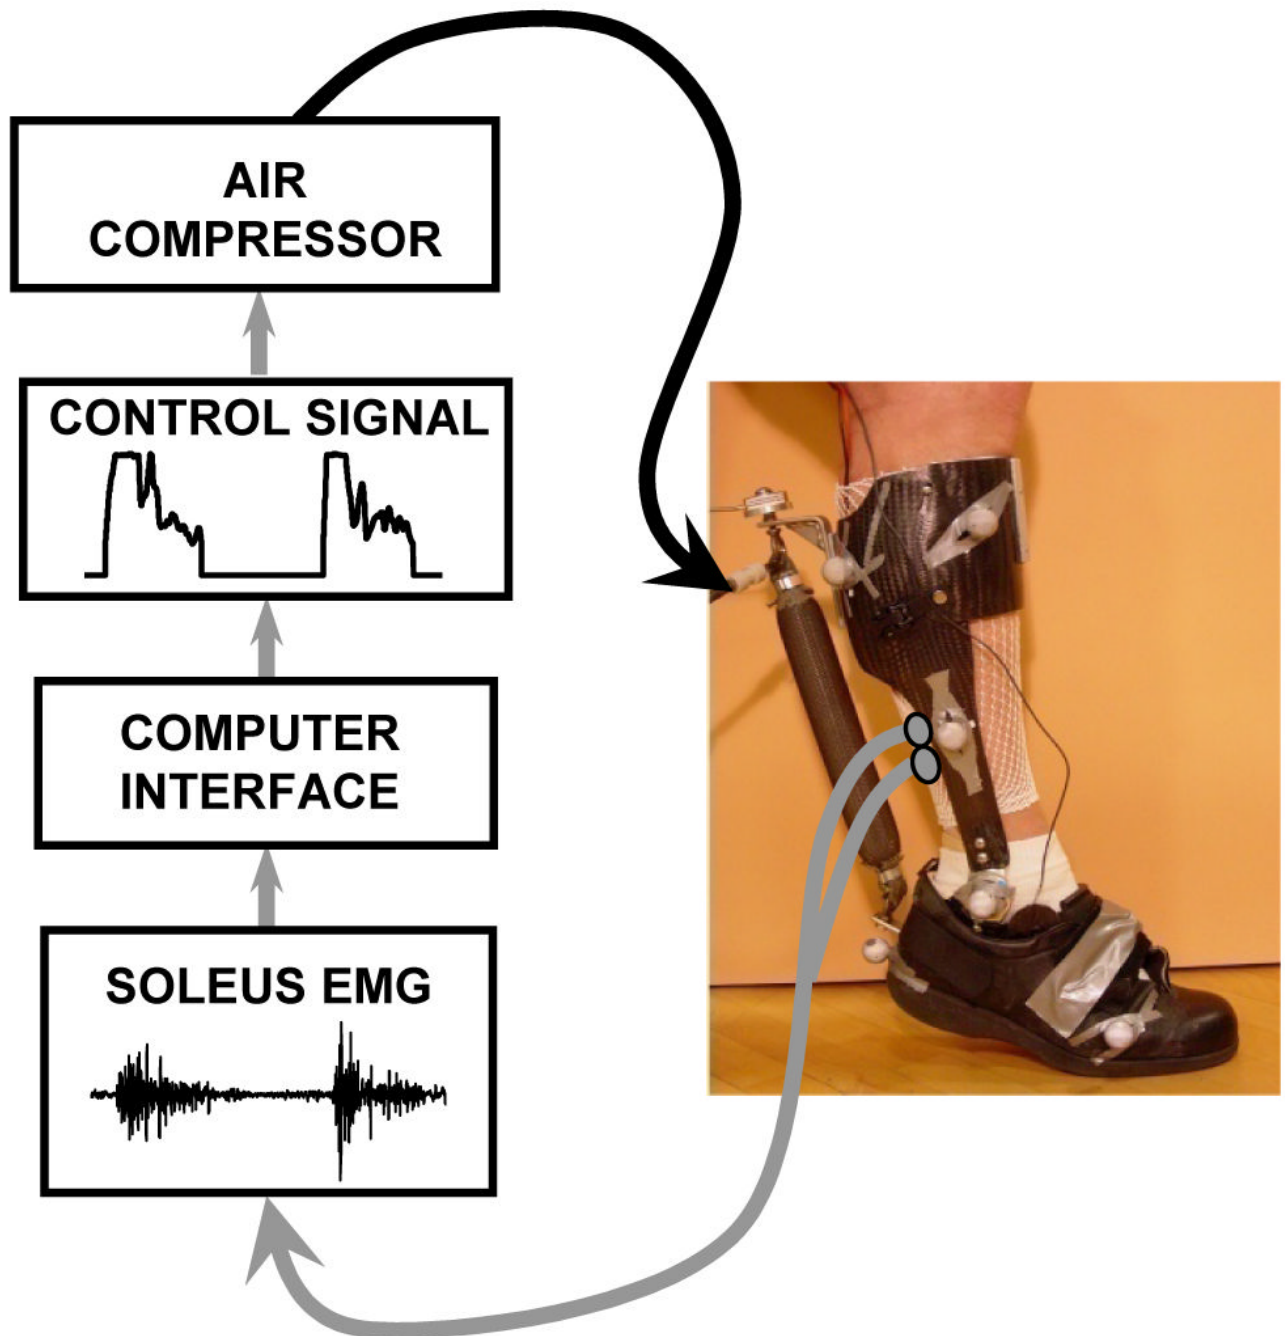 AIR
COMPRESSOR
CONTROL SIGNAL
COMPUTER
INTERFACE
SOLEUS EMG